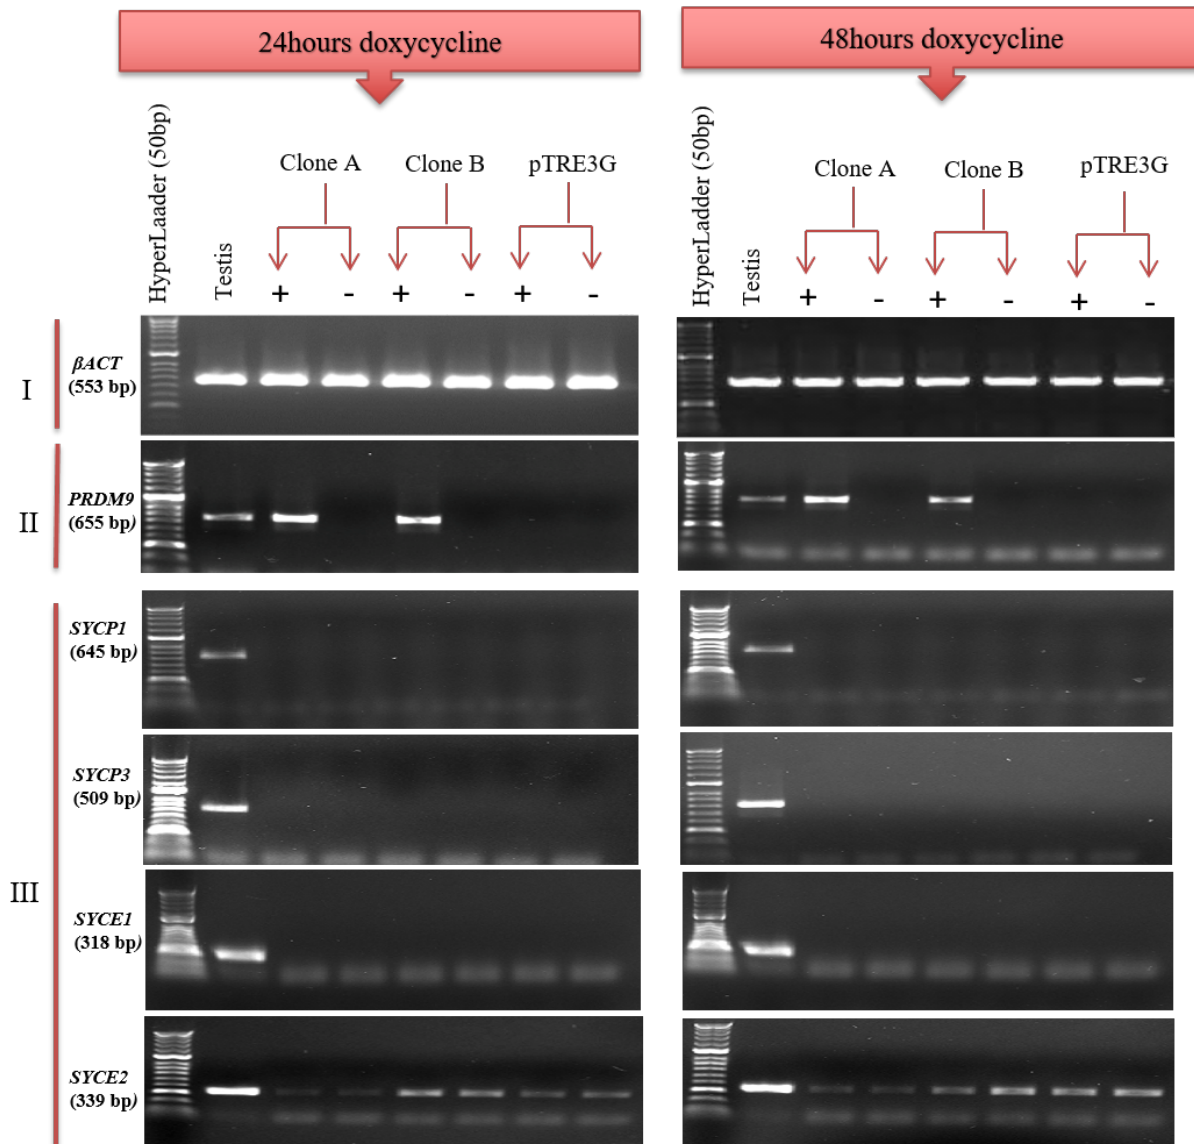 24hours doxycycline
48hours doxycycline
HyperLaader (50bp)
Testis
Clone A
Clone B
pTRE3G
+ - + - + -
HyperLadder (50bp)
Testis
Clone A
Clone B
pTRE3G
+ - + - + -
I
βACT
(553 bp)
II
PRDM9
(655 bp)
III
SYCP1
(645 bp)
SYCP3
(509 bp)
SYCE1
(318 bp)
SYCE2
(339 bp)